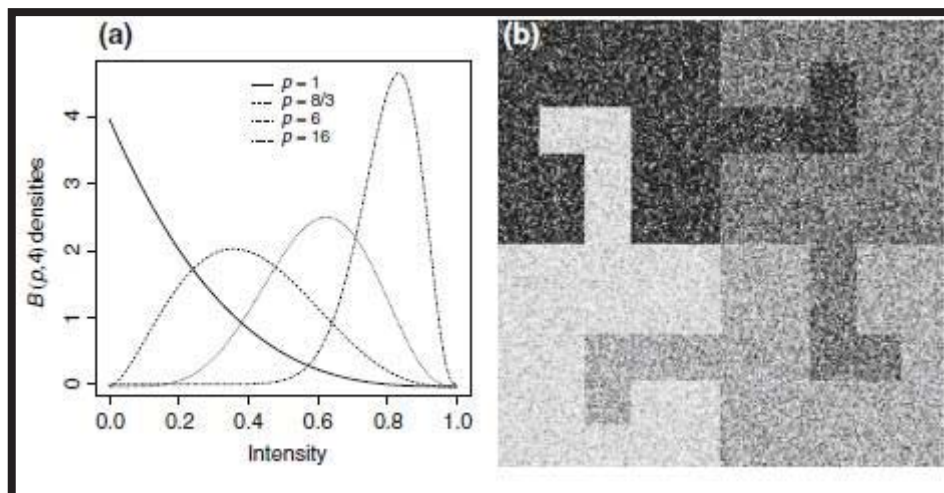 (a)
p = 1
p = 8/3
p = 6
p = 16
B (p,4) densities
4
3
2
1
0
0.0 0.2 0.4 0.6 0.8 1.0
Intensity
(b)